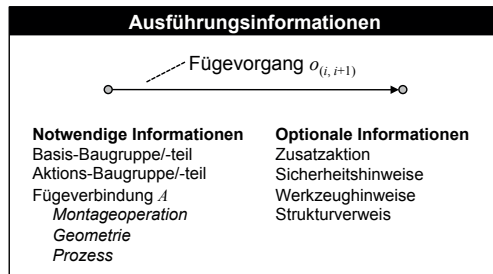 Ausführungsinformationen
Fügevorgang o(i, i+1)
Notwendige Informationen
Basis-Baugruppe/-teil
Aktions-Baugruppe/-teil
Fügeverbindung A
Montageoperation
Geometrie
Prozess
Optionale Informationen
Zusatzaktion
Sicherheitshinweise
Werkzeughinweise
Strukturverweis